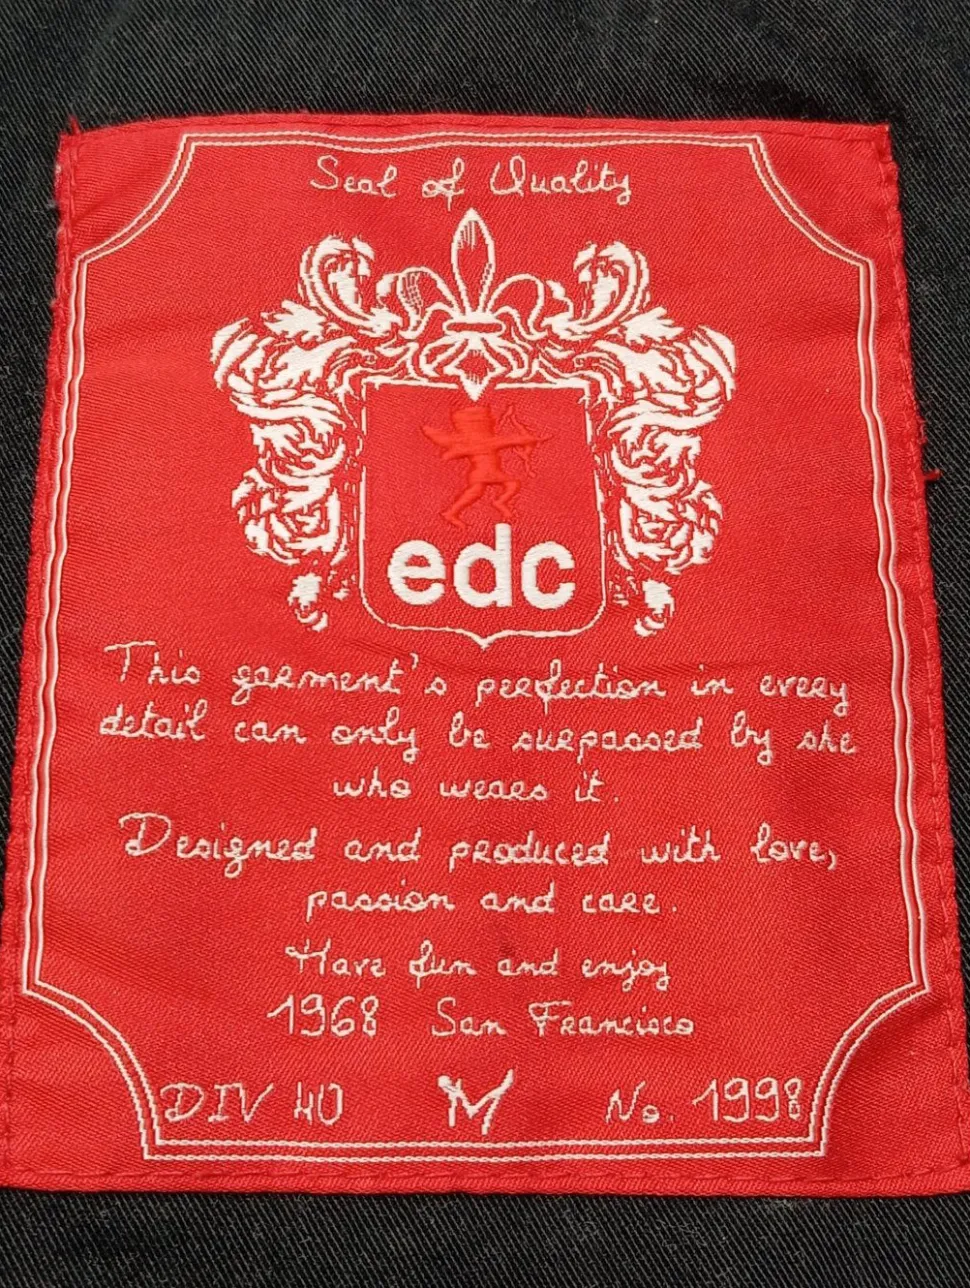 Seal of Quality
edc
This garment's perfection in every
detail can only be surpassed by she
who wears it.
Designed and produced with love,
passion and care.
Have fun and enjoy
1968 San Francisco
DIV 40 M No. 1998